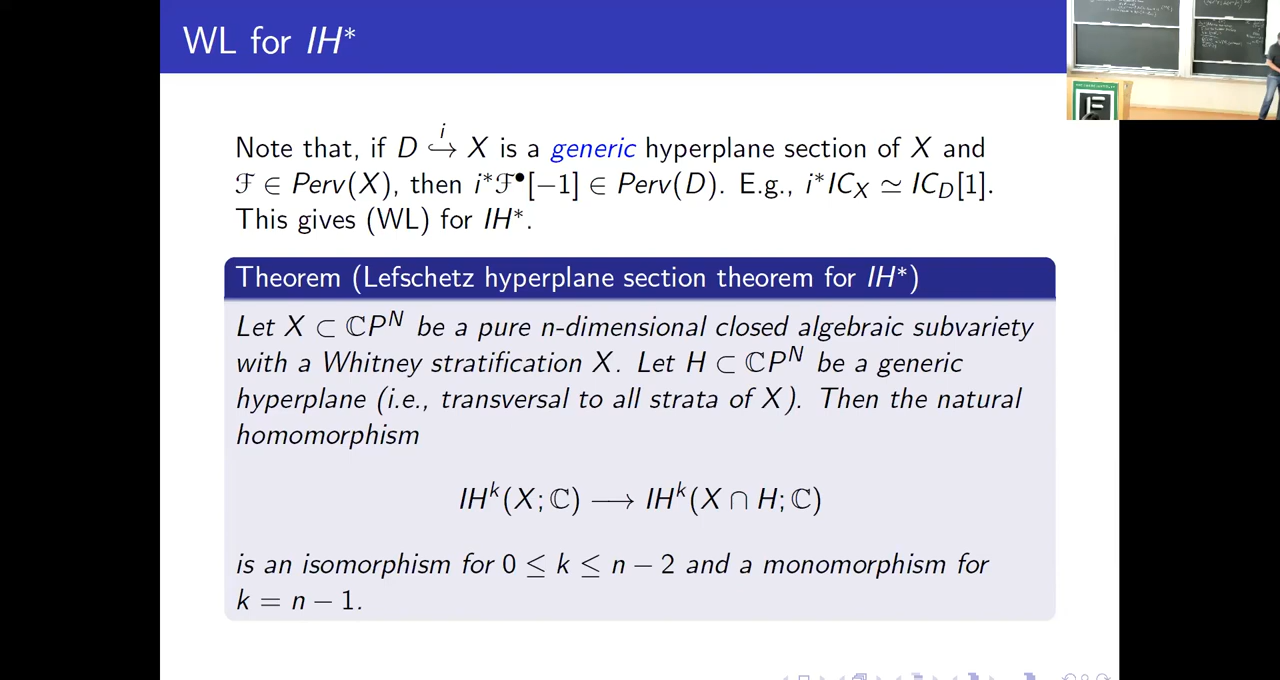 WL for IH*
Note that, if D ↪ X is a generic hyperplane section of X and
i
ℱ ∈ Perv(X), then i*ℱ•[−1] ∈ Perv(D). E.g., i*IC_X ≃ IC_D[1].
This gives (WL) for IH*.
Theorem (Lefschetz hyperplane section theorem for IH*)
Let X ⊂ ℂP^N be a pure n-dimensional closed algebraic subvariety
with a Whitney stratification X. Let H ⊂ ℂP^N be a generic
hyperplane (i.e., transversal to all strata of X). Then the natural
homomorphism
IH^k(X; ℂ) ⟶ IH^k(X ∩ H; ℂ)
is an isomorphism for 0 ≤ k ≤ n − 2 and a monomorphism for
k = n − 1.